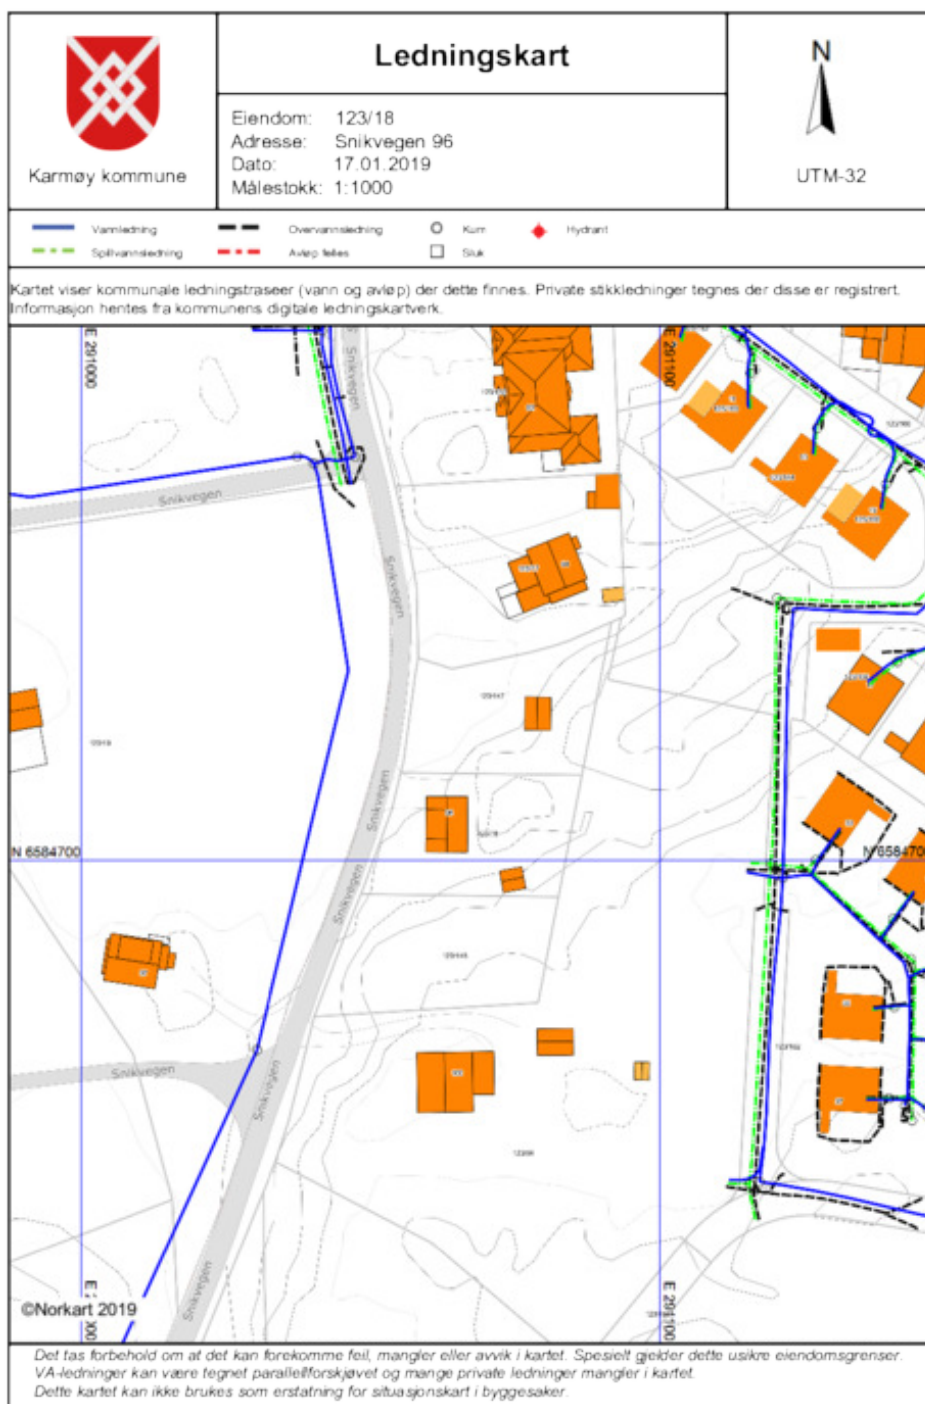 Ledningskart
Karmøy kommune
Eiendom: 123/18
Adresse: Snikvegen 96
Dato: 17.01.2019
Målestokk: 1:1000
N
UTM-32
Vannledning
Overvannsledning
Kum
Hydrant
Spillvannsledning
Avløp felles
Sluk
Kartet viser kommunale ledningstraseer (vann og avløp) der dette finnes. Private stikkledninger tegnes der disse er registrert.
Informasjon hentes fra kommunens digitale ledningskartverk.
E 291000
Snikvegen
E 291100
Snikvegen
Snikvegen
Snikvegen
N 6584700
N 6584700
Snikvegen
Snikvegen
Snikvegen
Snikvegen
E 291100
©Norkart 2019
Det tas forbehold om at det kan forekomme feil, mangler eller avvik i kartet. Spesielt gjelder dette usikre eiendomsgrenser.
VA-ledninger kan være tegnet parallellforskjøvet og mange private ledninger mangler i kartet.
Dette kartet kan ikke brukes som erstatning for situasjonskart i byggesaker.